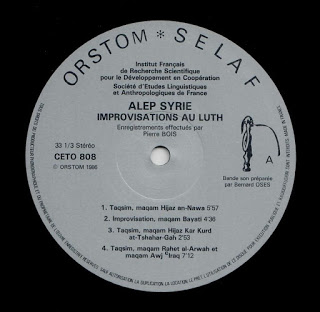 ORSTOM * SELAF
Institut Français
de Recherche Scientifique
pour le Développement en Coopération
Société d'Études Linguistiques
et Anthropologiques de France
ALEP SYRIE
IMPROVISATIONS AU LUTH
Enregistrements effectués par
Pierre BOIS
33 1/3 Stéréo
CETO 808
℗ ORSTOM 1986
A
Bande son préparée
par Bernard OSES
1. Taqsim, maqam Hijaz an-Nawa 5'57
2. Improvisation, maqam Bayati 4'36
3. Taqsim, maqam Hijaz Kar Kurd
at-Tshahar-Gah 2'53
4. Taqsim, maqam Rahet al-Arwah et
maqam Awj ʿIraq 7'12